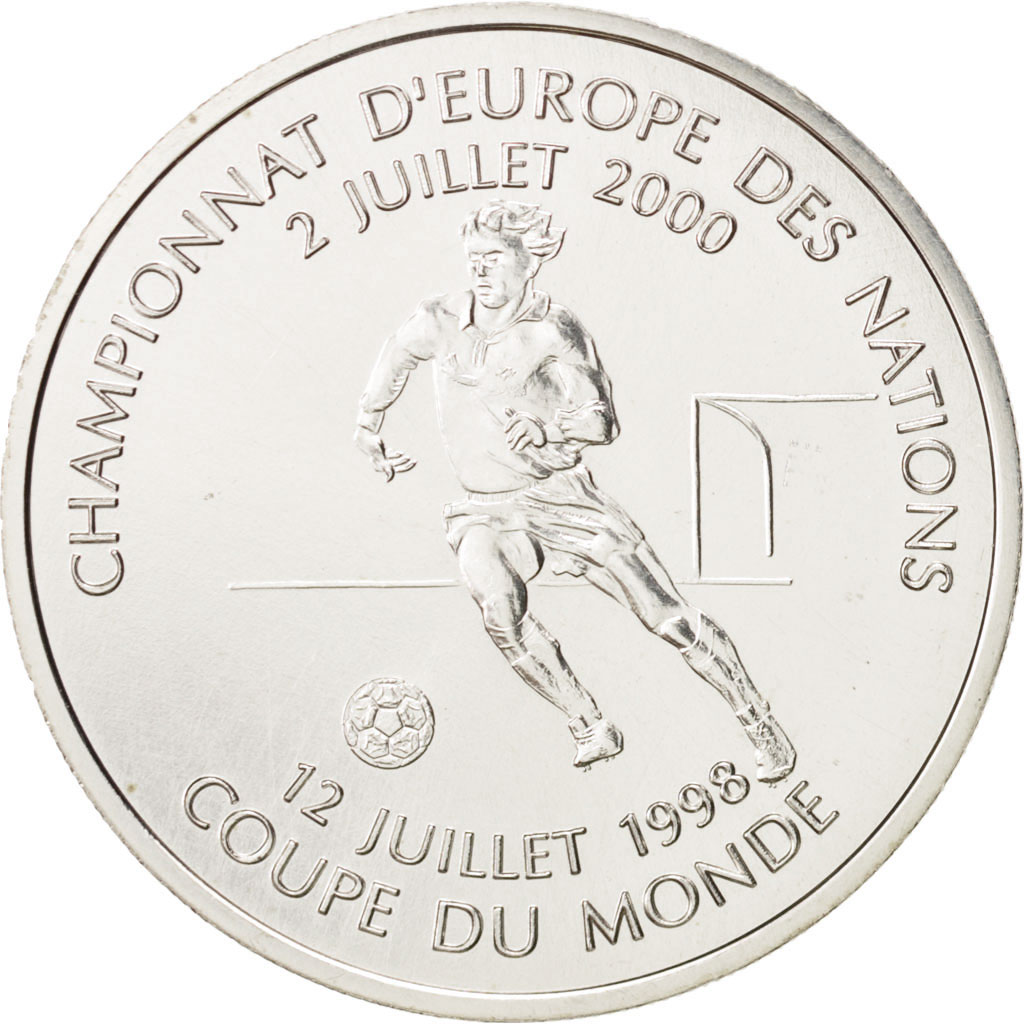 CHAMPIONNAT D'EUROPE DES NATIONS
2 JUILLET 2000
12 JUILLET 1998
COUPE DU MONDE